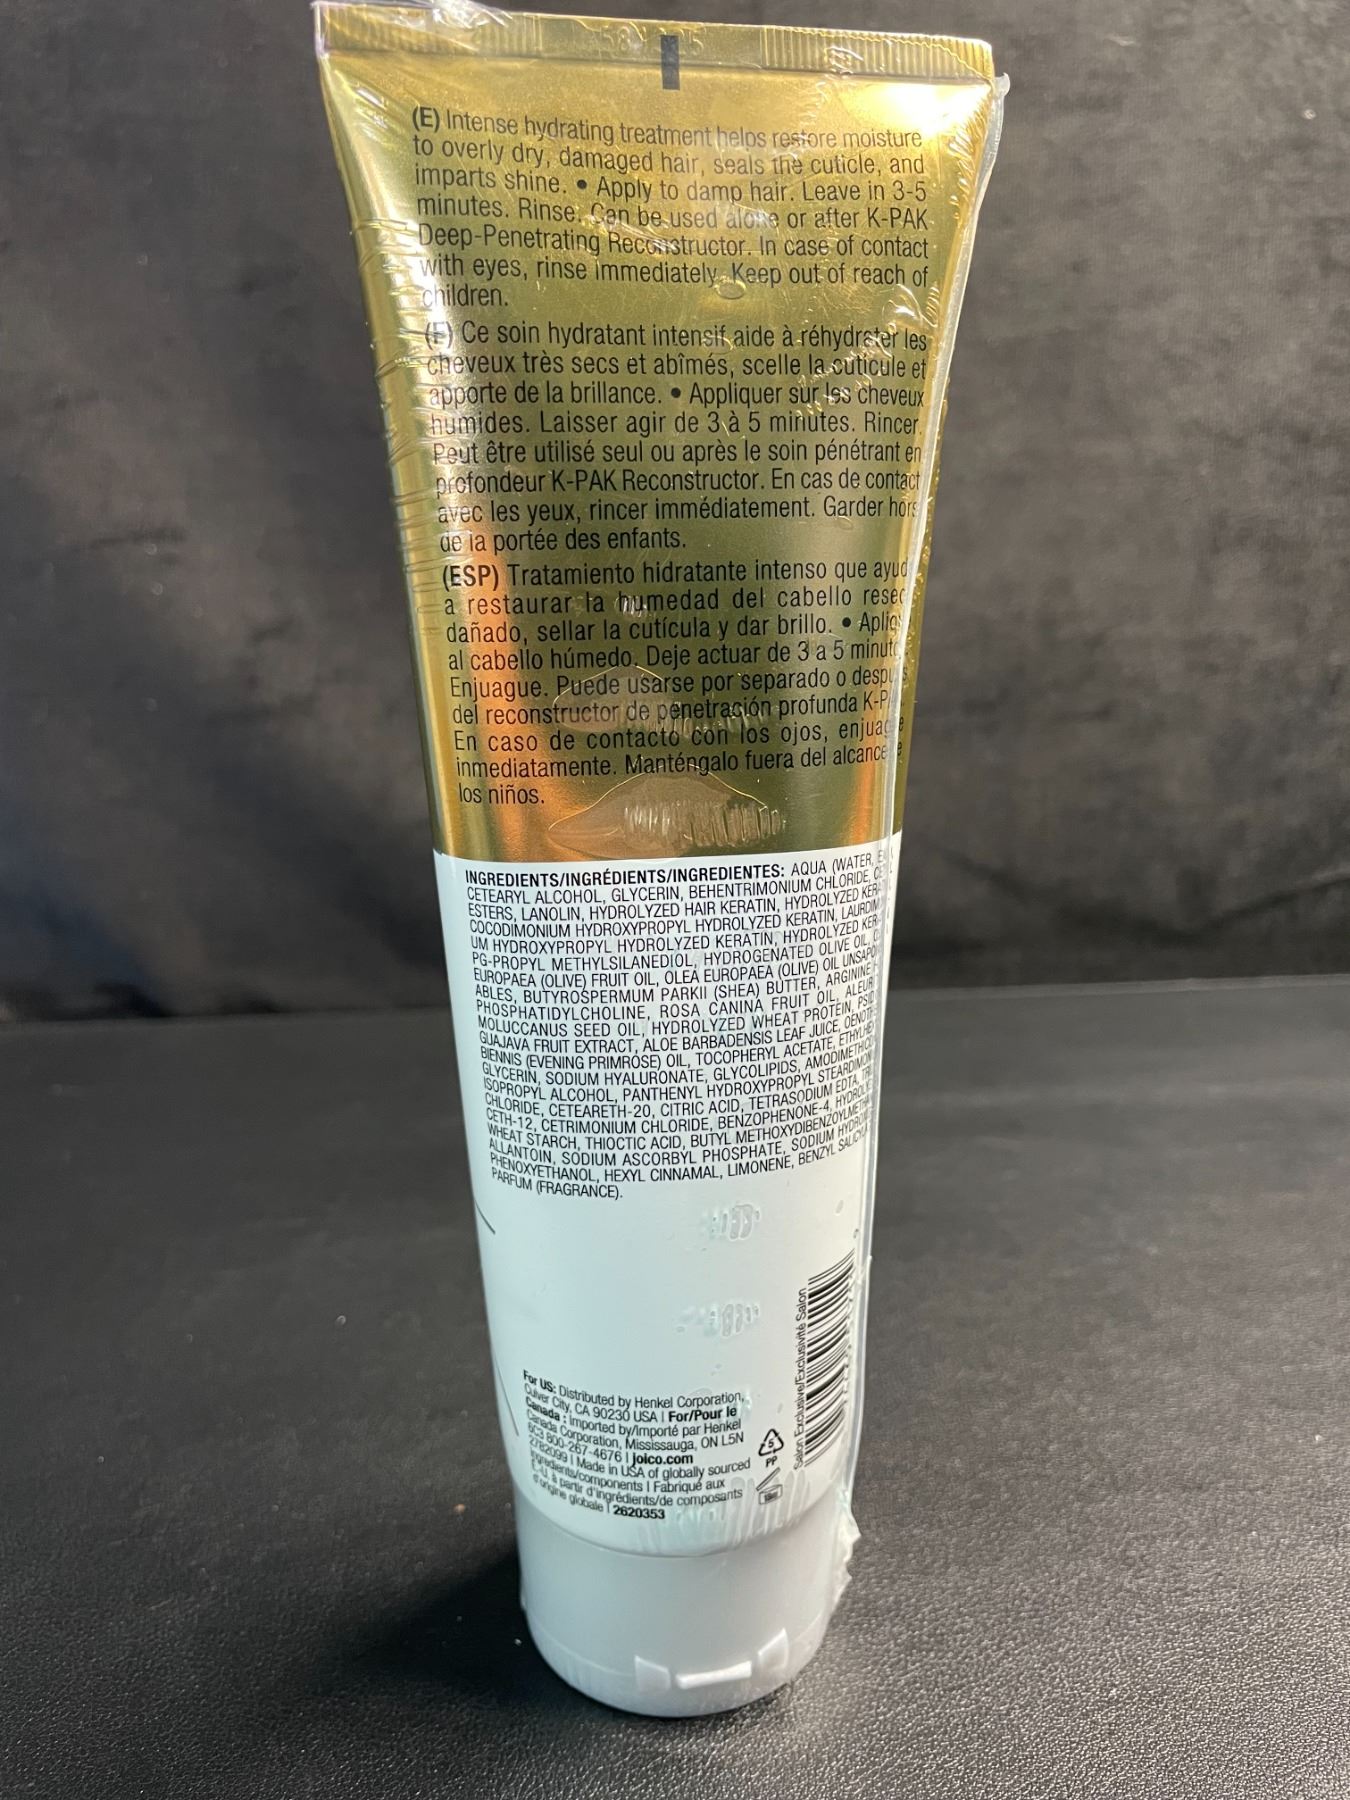 (E) Intense hydrating treatment helps restore moisture
to overly dry, damaged hair, seals the cuticle, and
imparts shine. • Apply to damp hair. Leave in 3-5
minutes. Rinse. Can be used alone or after K-PAK
Deep-Penetrating Reconstructor. In case of contact
with eyes, rinse immediately. Keep out of reach of
children.
(F) Ce soin hydratant intensif aide à réhydrater les
cheveux très secs et abîmés, scelle la cuticule et
apporte de la brillance. • Appliquer sur les cheveux
humides. Laisser agir de 3 à 5 minutes. Rincer.
Peut être utilisé seul ou après le soin pénétrant en
profondeur K-PAK Reconstructor. En cas de contact
avec les yeux, rincer immédiatement. Garder hors
de la portée des enfants.
(ESP) Tratamiento hidratante intenso que
a restaurar la humedad del cabello
dañado, sellar la cutícula y dar brillo. •
al cabello húmedo. Deje actuar de 3 a 5
Enjuague. Puede usarse por separado o
del reconstructor de penetración profunda
En caso de contacto con los ojos,
inmediatamente. Manténgalo fuera del alcance
los niños.
INGREDIENTS/INGRÉDIENTS/INGREDIENTES: AQUA (WATER,
CETEARYL ALCOHOL, GLYCERIN, BEHENTRIMONIUM CHLORIDE,
ESTERS, LANOLIN, HYDROLYZED HAIR KERATIN, HYDROLYZED
COCODIMONIUM HYDROXYPROPYL HYDROLYZED KERATIN,
UM HYDROXYPROPYL HYDROLYZED KERATIN, HYDROLYZED
PG-PROPYL METHYLSILANEDIOL, HYDROGENATED OLIVE OIL,
EUROPAEA (OLIVE) FRUIT OIL, OLEA EUROPAEA (OLIVE) OIL
ABLES, BUTYROSPERMUM PARKII (SHEA) BUTTER, ARGININE
PHOSPHATIDYLCHOLINE, ROSA CANINA FRUIT OIL,
MOLUCCANUS SEED OIL, HYDROLYZED WHEAT PROTEIN,
GUAJAVA FRUIT EXTRACT, ALOE BARBADENSIS LEAF JUICE,
BIENNIS (EVENING PRIMROSE) OIL, TOCOPHERYL ACETATE,
GLYCERIN, SODIUM HYALURONATE, GLYCOLIPIDS,
ISOPROPYL ALCOHOL, PANTHENYL HYDROXYPROPYL
CHLORIDE, CETEARETH-20, CITRIC ACID, TETRASODIUM EDTA,
CETH-12, CETRIMONIUM CHLORIDE, BENZOPHENONE-4,
WHEAT STARCH, THIOCTIC ACID, BUTYL
ALLANTOIN, SODIUM ASCORBYL PHOSPHATE, SODIUM
PHENOXYETHANOL, HEXYL CINNAMAL, LIMONENE, BENZYL
PARFUM (FRAGRANCE).
For US: Distributed by Henkel Corporation,
Culver City, CA 90230 USA | For/Pour le
Canada : Imported by/Importé par Henkel
Canada Corporation, Mississauga, ON L5N
6C3 800-267-4676 | joico.com
2782099 | Made in USA of globally sourced
ingredients/components | Fabriqué aux
É.-U. à partir d'ingrédients/de composants
d'origine globale | 2620353
5
PP
Salon Exclusive/Exclusivité Salon